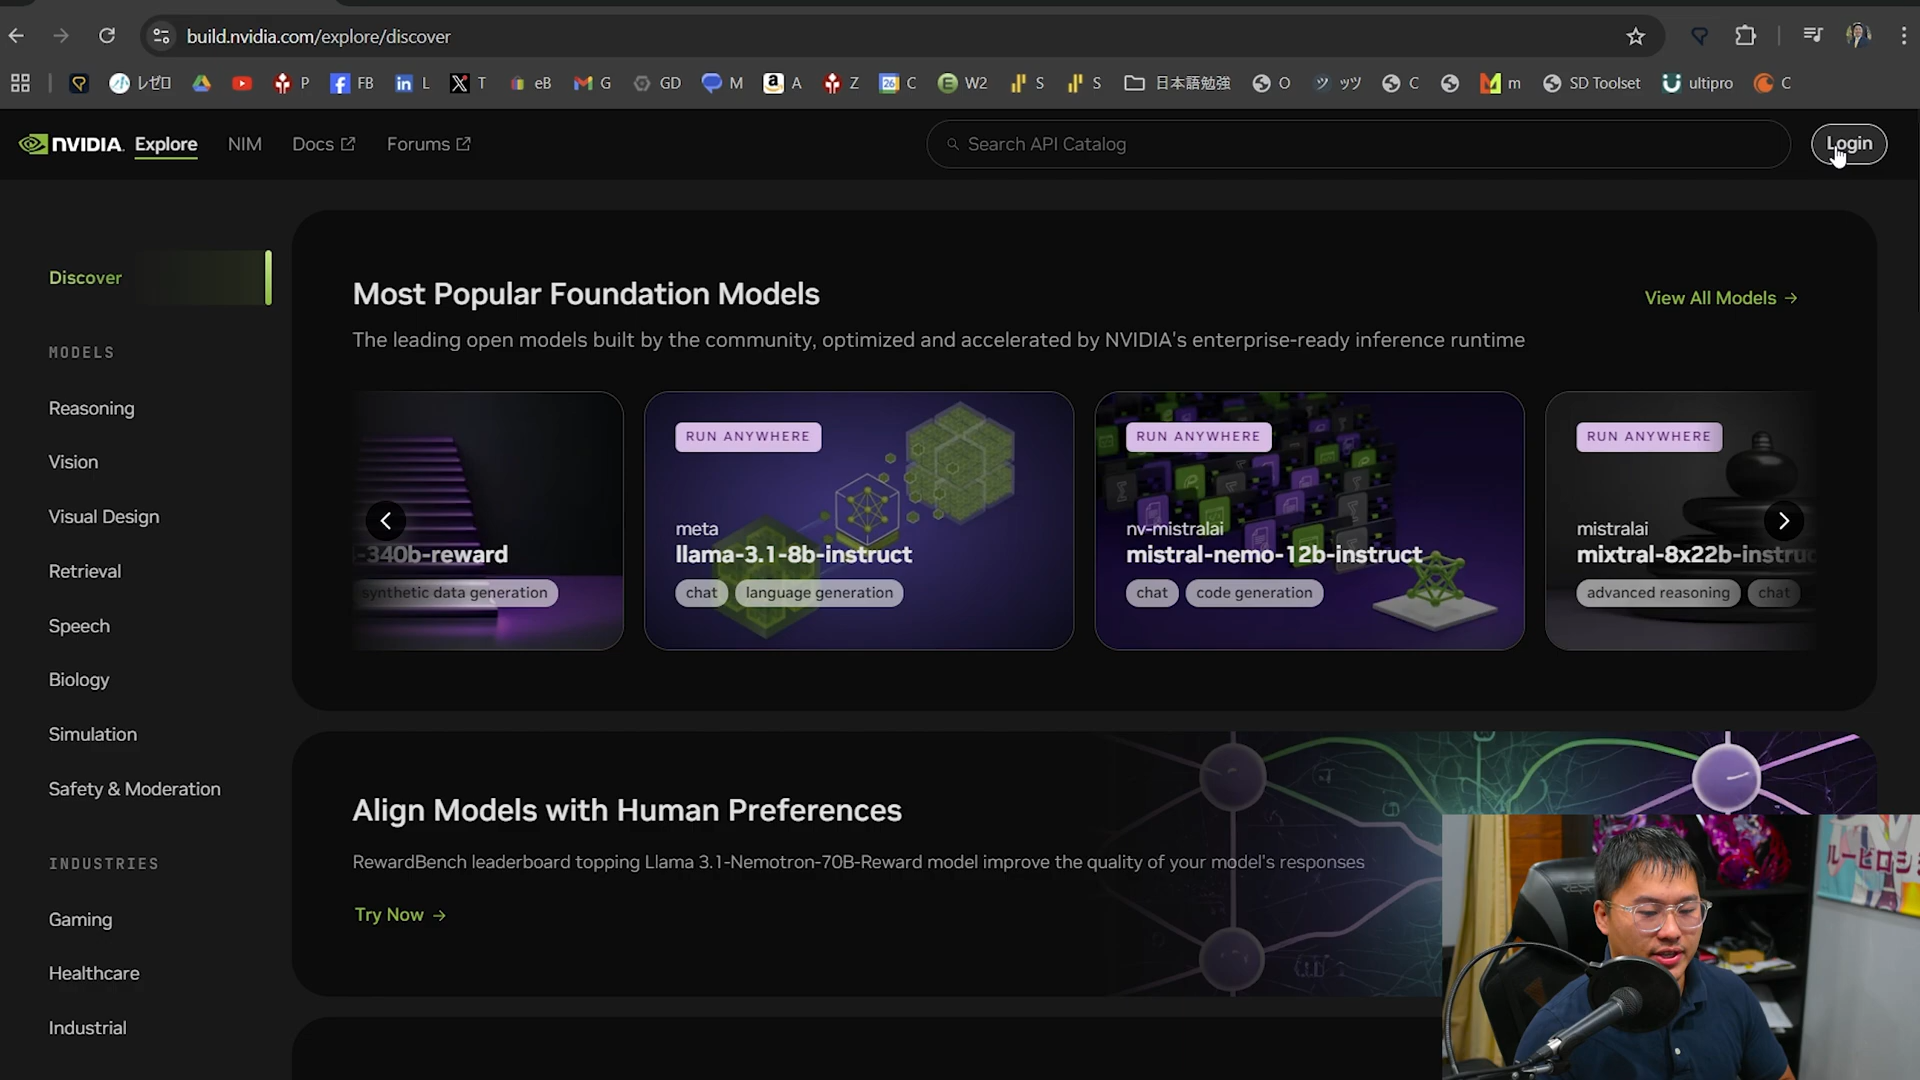 build.nvidia.com/explore/discover
レゼロ
P
FB
L
T
eB
G
GD
M
A
Z
C
W2
S
S
日本語勉強
O
ッツ
C
m
SD Toolset
ultipro
C
NVIDIA.
Explore
NIM
Docs
Forums
Search API Catalog
Login
Discover
MODELS
Reasoning
Vision
Visual Design
Retrieval
Speech
Biology
Simulation
Safety & Moderation
INDUSTRIES
Gaming
Healthcare
Industrial
Most Popular Foundation Models
View All Models →
The leading open models built by the community, optimized and accelerated by NVIDIA's enterprise-ready inference runtime
-340b-reward
synthetic data generation
RUN ANYWHERE
meta
llama-3.1-8b-instruct
chat
language generation
RUN ANYWHERE
nv-mistralai
mistral-nemo-12b-instruct
chat
code generation
RUN ANYWHERE
mistralai
mixtral-8x22b-instruc
advanced reasoning
chat
Align Models with Human Preferences
RewardBench leaderboard topping Llama 3.1-Nemotron-70B-Reward model improve the quality of your model's responses
Try Now →